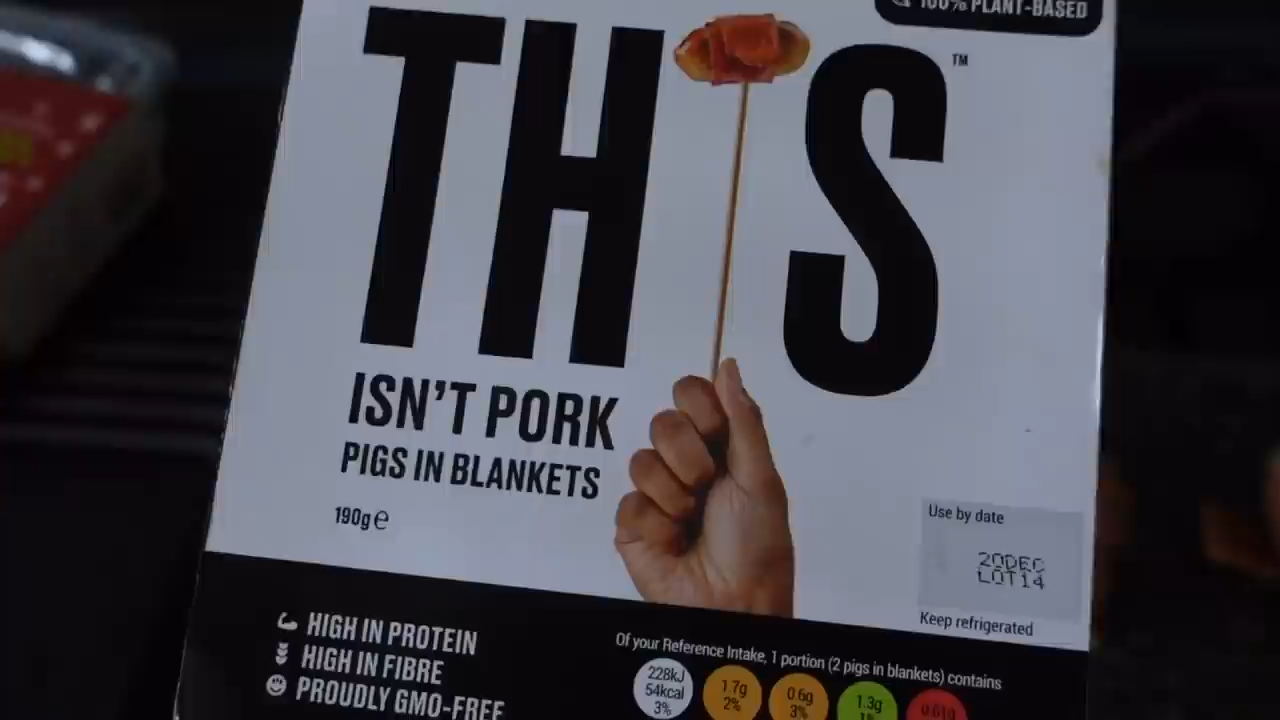 100% PLANT-BASED
TH S ™
ISN'T PORK
PIGS IN BLANKETS
190g e
Use by date
20DEC
LOT14
Keep refrigerated
HIGH IN PROTEIN
HIGH IN FIBRE
PROUDLY GMO-FREE
Of your Reference Intake, 1 portion (2 pigs in blankets) contains
228kJ 54kcal 3%
1.7g 2%
0.6g 3%
1.3g 1%
0.61g